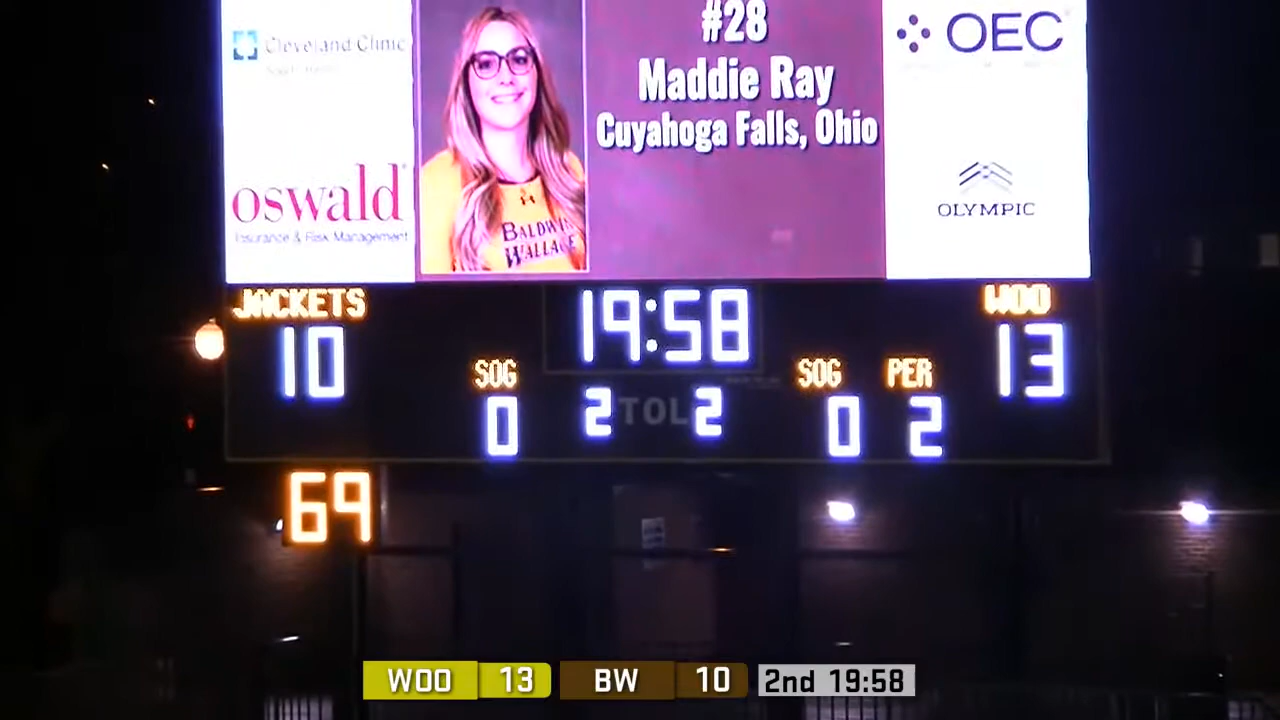 #28
Maddie Ray
Cuyahoga Falls, Ohio
Cleveland Clinic
oswald
Insurance & Risk Management
BALDWIN
WALLACE
OEC
OLYMPIC
JACKETS
10
19:58
WOO
13
SOG
0
2 TOL 2
SOG
0
PER
2
69
WOO 13 BW 10 2nd 19:58